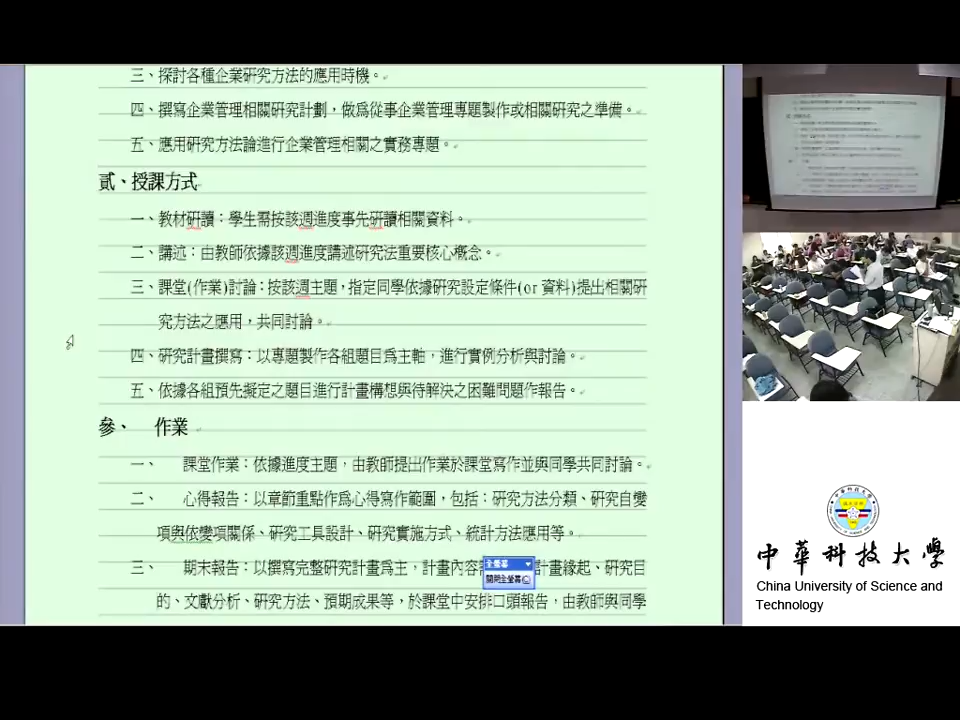 三、探討各種企業研究方法的應用時機。
四、撰寫企業管理相關研究計劃，做為從事企業管理專題製作或相關研究之準備。
五、應用研究方法論進行企業管理相關之實務專題。
貳、授課方式
一、教材研讀：學生需按該週進度事先研讀相關資料。
二、講述：由教師依據該週進度講述研究法重要核心概念。
三、課堂(作業)討論：按該週主題，指定同學依據研究設定條件(or 資料)提出相關研
究方法之應用，共同討論。
四、研究計畫撰寫：以專題製作各組題目為主軸，進行實例分析與討論。
五、依據各組預先擬定之題目進行計畫構想與待解決之困難問題作報告。
參、 作業
一、 課堂作業：依據進度主題，由教師提出作業於課堂寫作並與同學共同討論。
二、 心得報告：以章節重點作為心得寫作範圍，包括：研究方法分類、研究自變
項與依變項關係、研究工具設計、研究實施方式、統計方法應用等。
三、 期末報告：以撰寫完整研究計畫為主，計畫內容 計畫緣起、研究目
的、文獻分析、研究方法、預期成果等，於課堂中安排口頭報告，由教師與同學
全螢幕
關閉全螢幕(C)
中華科技大學
China University of Science and
Technology